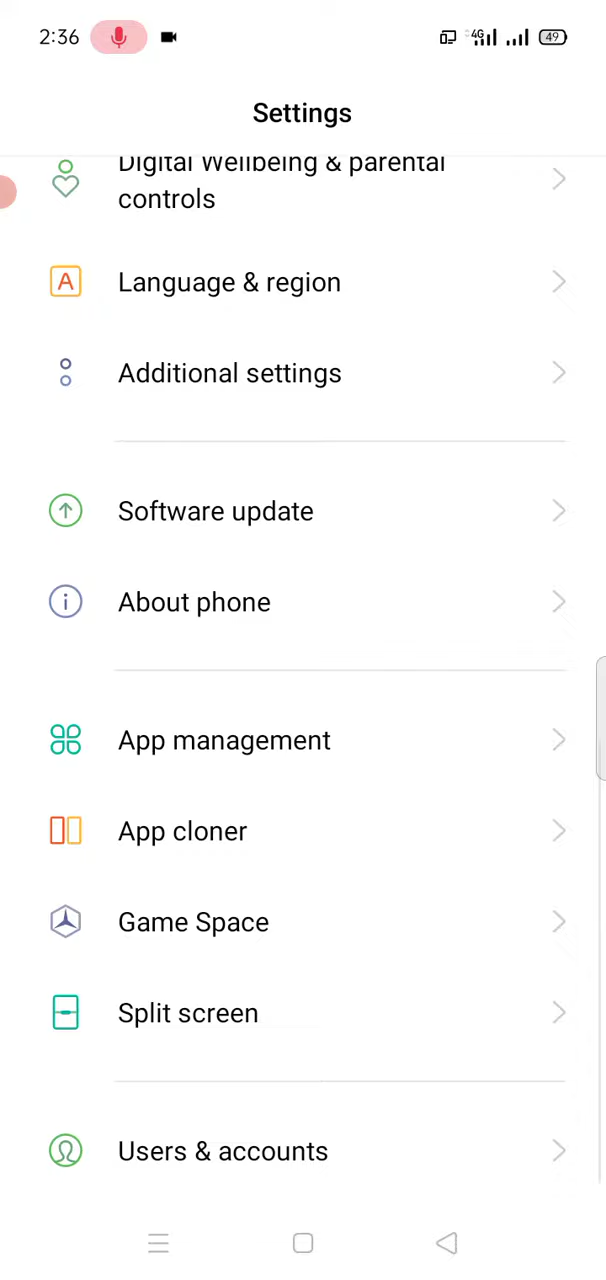 2:36
4G
49
Settings
Digital Wellbeing & parental
controls
A
Language & region
Additional settings
Software update
About phone
App management
App cloner
Game Space
Split screen
Users & accounts